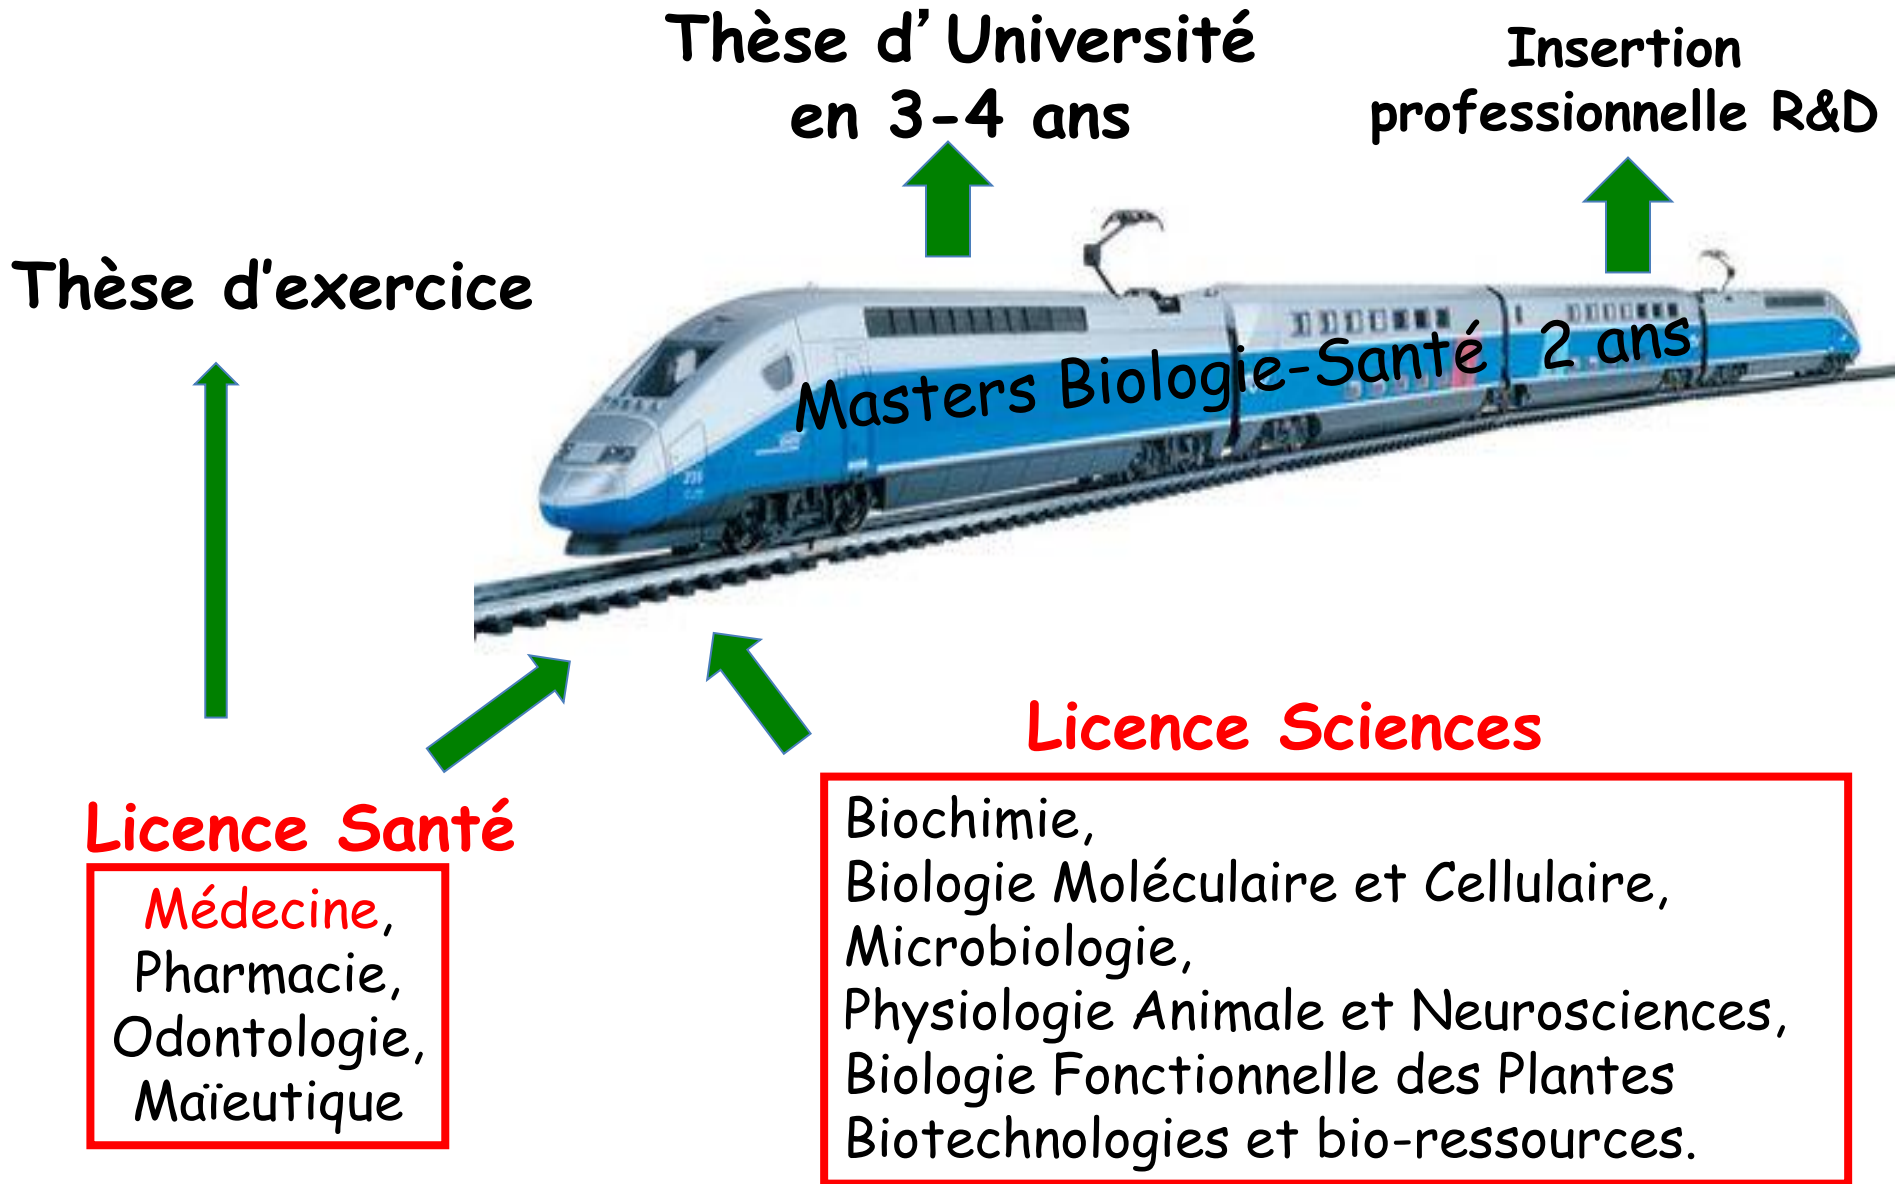 Thèse d’Université
en 3-4 ans
Insertion
professionnelle R&D
Thèse d’exercice
Masters Biologie-Santé 2 ans
Licence Sciences
Biochimie,
Biologie Moléculaire et Cellulaire,
Microbiologie,
Physiologie Animale et Neurosciences,
Biologie Fonctionnelle des Plantes
Biotechnologies et bio-ressources.
Licence Santé
Médecine,
Pharmacie,
Odontologie,
Maïeutique